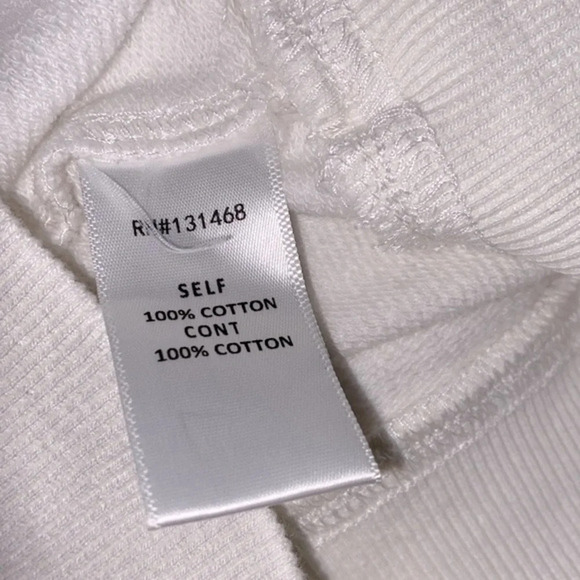 RN#131468
SELF
100% COTTON
CONT
100% COTTON